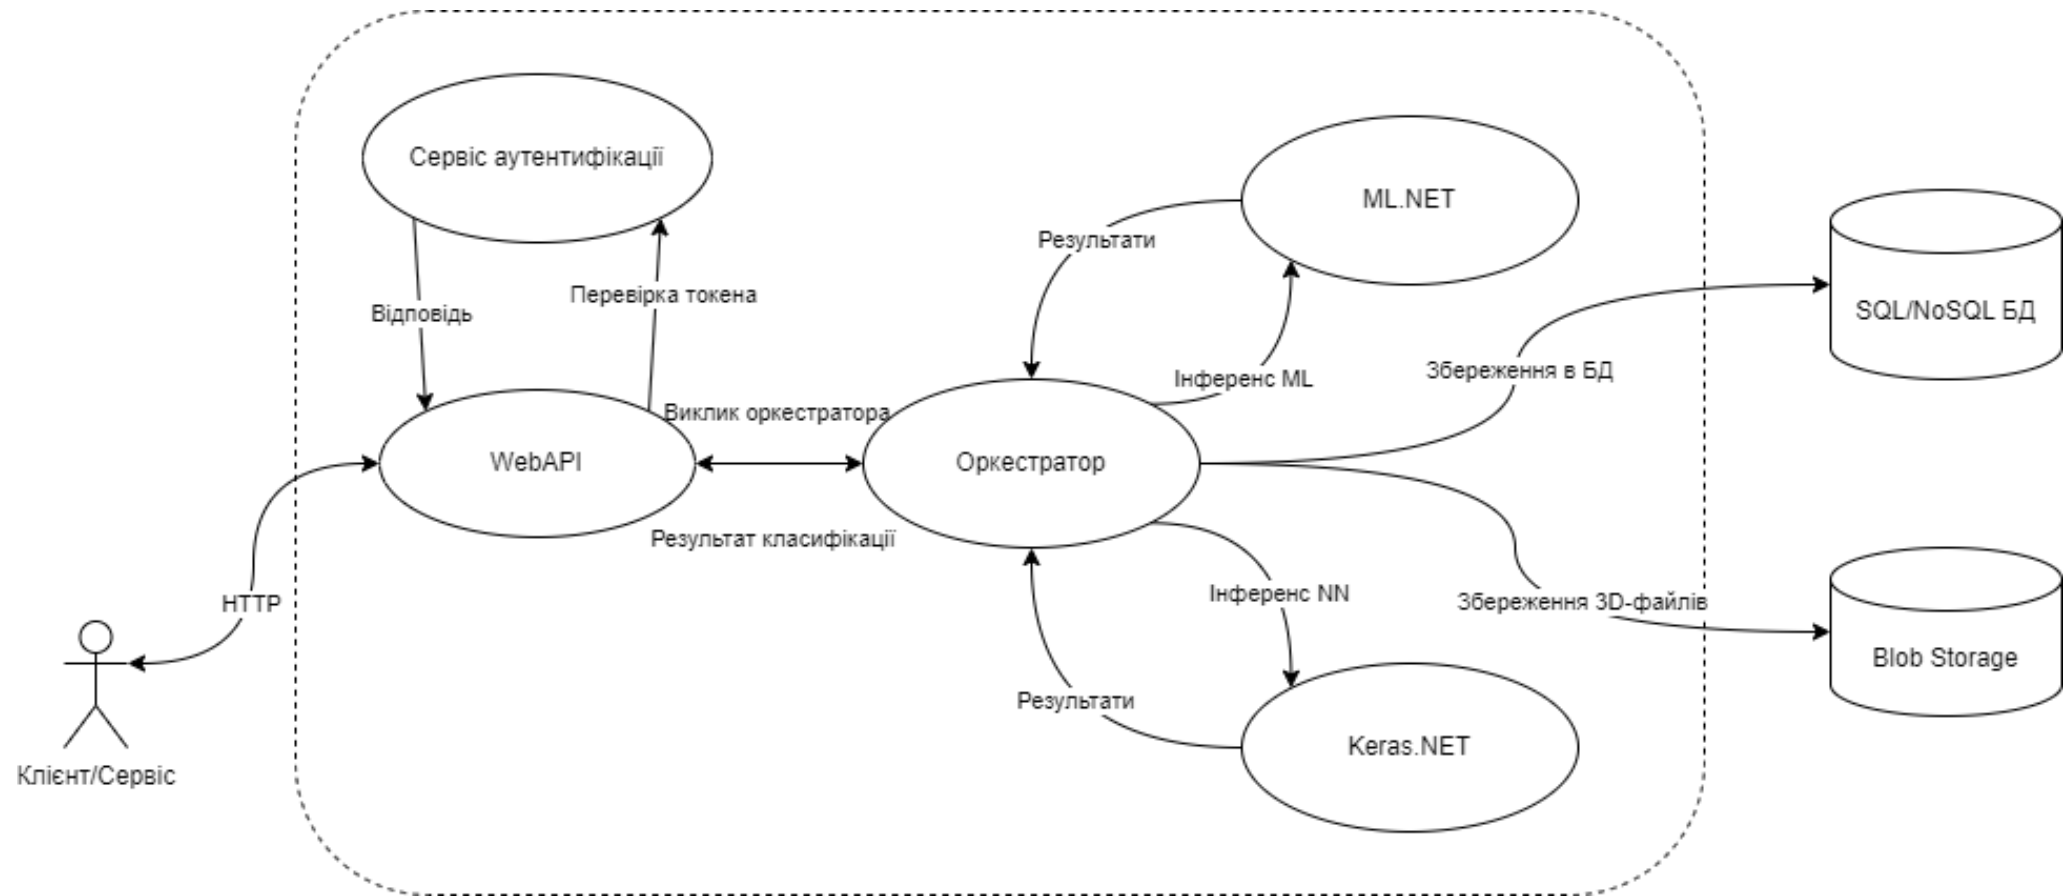 Сервіс аутентифікації
ML.NET
Результати
Перевірка токена
Відповідь
SQL/NoSQL БД
Збереження в БД
Інференс ML
Виклик оркестратора
WebAPI
Оркестратор
Результат класифікації
Інференс NN
HTTP
Збереження 3D-файлів
Blob Storage
Результати
Keras.NET
Клієнт/Сервіс